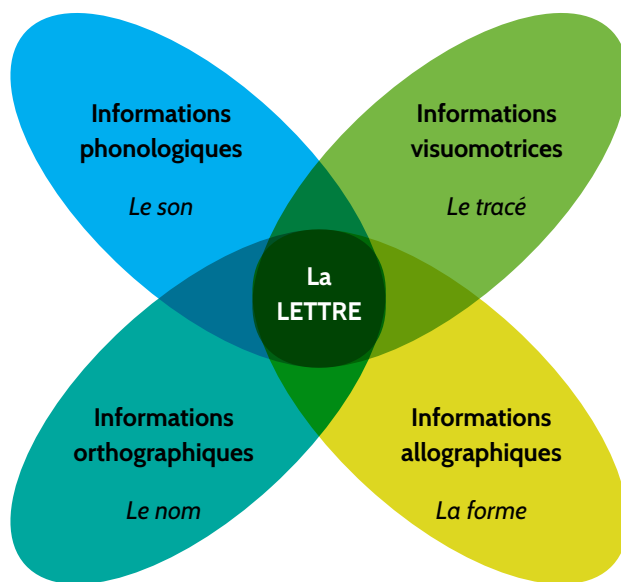 Informations
phonologiques
Le son
Informations
visuomotrices
Le tracé
La
LETTRE
Informations
orthographiques
Le nom
Informations
allographiques
La forme